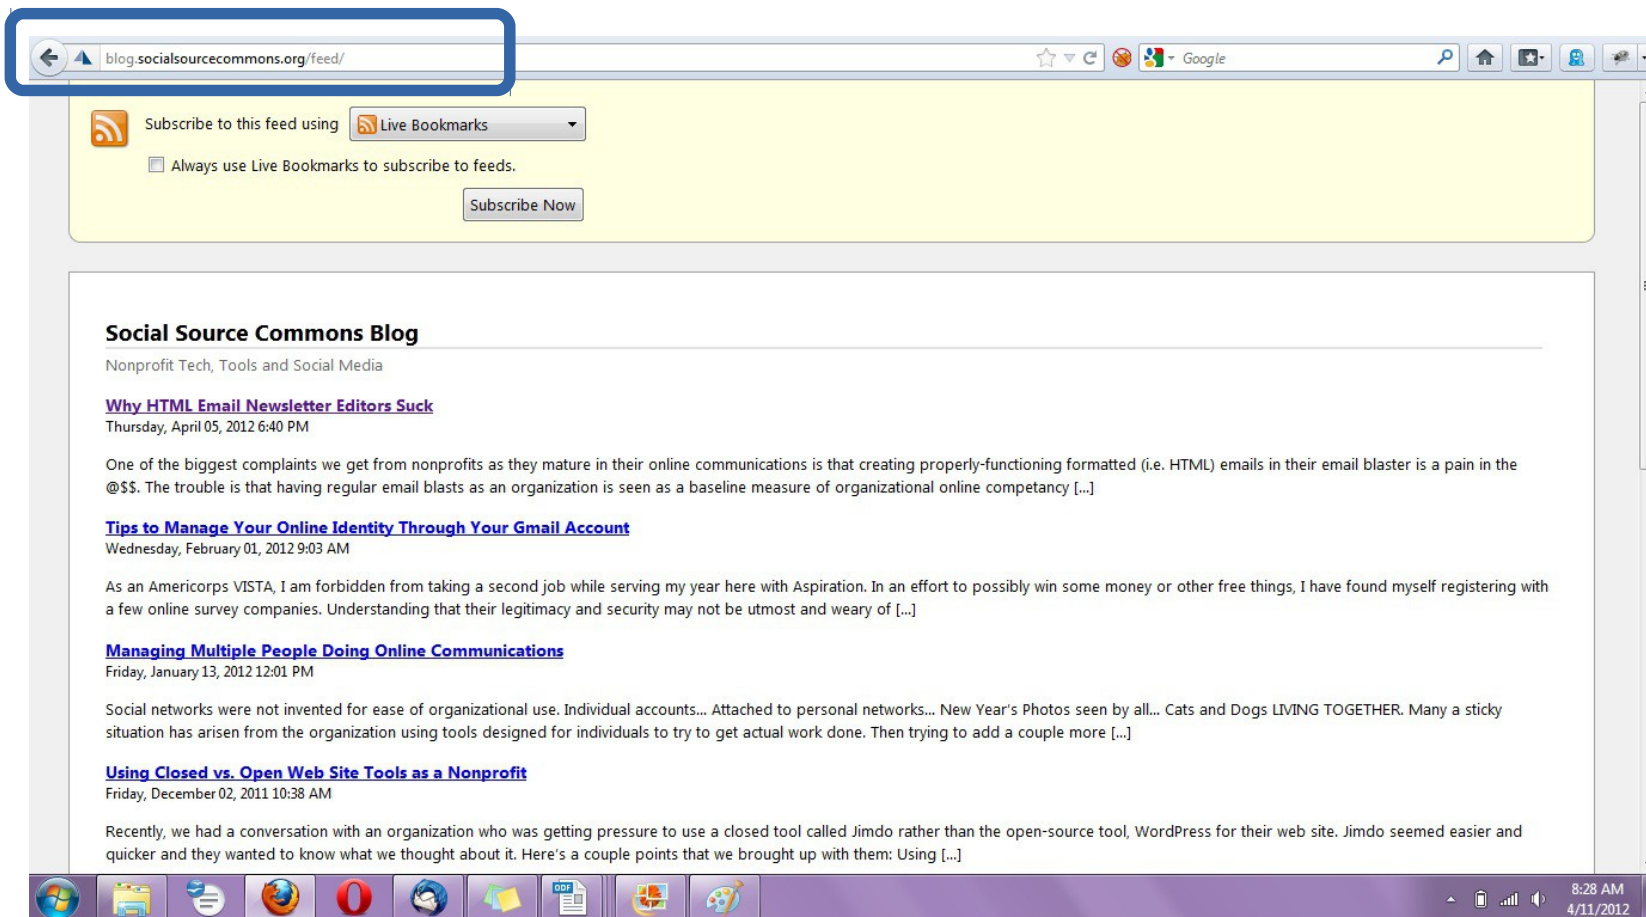 blog.socialsourcecommons.org/feed/
Google
Subscribe to this feed using
Live Bookmarks
Always use Live Bookmarks to subscribe to feeds.
Subscribe Now
Social Source Commons Blog
Nonprofit Tech, Tools and Social Media
Why HTML Email Newsletter Editors Suck
Thursday, April 05, 2012 6:40 PM
One of the biggest complaints we get from nonprofits as they mature in their online communications is that creating properly-functioning formatted (i.e. HTML) emails in their email blaster is a pain in the
@$$. The trouble is that having regular email blasts as an organization is seen as a baseline measure of organizational online competancy [...]
Tips to Manage Your Online Identity Through Your Gmail Account
Wednesday, February 01, 2012 9:03 AM
As an Americorps VISTA, I am forbidden from taking a second job while serving my year here with Aspiration. In an effort to possibly win some money or other free things, I have found myself registering with
a few online survey companies. Understanding that their legitimacy and security may not be utmost and weary of [...]
Managing Multiple People Doing Online Communications
Friday, January 13, 2012 12:01 PM
Social networks were not invented for ease of organizational use. Individual accounts... Attached to personal networks... New Year's Photos seen by all... Cats and Dogs LIVING TOGETHER. Many a sticky
situation has arisen from the organization using tools designed for individuals to try to get actual work done. Then trying to add a couple more [...]
Using Closed vs. Open Web Site Tools as a Nonprofit
Friday, December 02, 2011 10:38 AM
Recently, we had a conversation with an organization who was getting pressure to use a closed tool called Jimdo rather than the open-source tool, WordPress for their web site. Jimdo seemed easier and
quicker and they wanted to know what we thought about it. Here's a couple points that we brought up with them: Using [...]
ODF
8:28 AM
4/11/2012